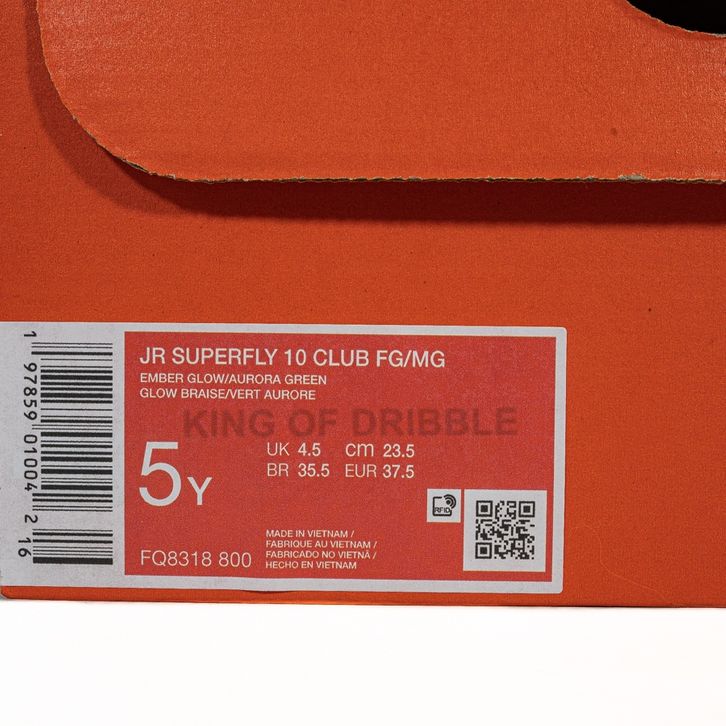 JR SUPERFLY 10 CLUB FG/MG
EMBER GLOW/AURORA GREEN
GLOW BRAISE/VERT AURORE
KING OF DRIBBLE
5Y
UK 4.5 cm 23.5
BR 35.5 EUR 37.5
RFID
MADE IN VIETNAM /
FABRIQUE AU VIETNAM /
FABRICADO NO VIETNÃ /
HECHO EN VIETNAM
FQ8318 800
1 97859 01004 2 16